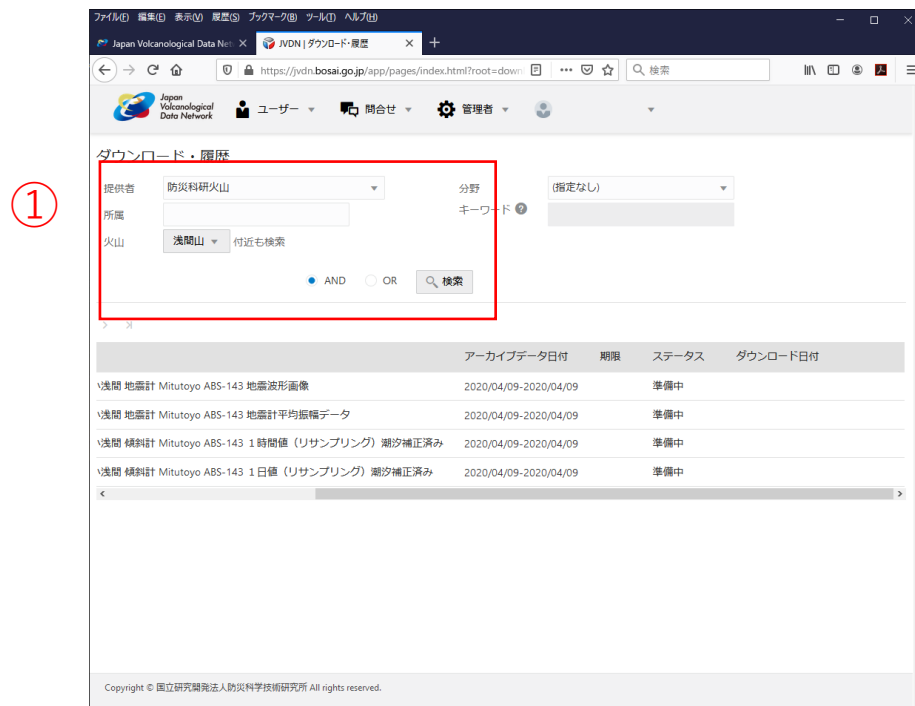 ファイル(F) 編集(E) 表示(V) 履歴(S) ブックマーク(B) ツール(T) ヘルプ(H)
Japan Volcanological Data Net
JVDN | ダウンロード・履歴
https://jvdn.bosai.go.jp/app/pages/index.html?root=down
検索
Japan
Volcanological
Data Network
ユーザー
問合せ
管理者
ダウンロード・履歴
①
提供者 防災科研火山 分野 (指定なし)
所属 キーワード
火山 浅間山 付近も検索
AND OR 検索
アーカイブデータ日付 期限 ステータス ダウンロード日付
浅間 地震計 Mitutoyo ABS-143 地震波形画像 2020/04/09-2020/04/09 準備中
浅間 地震計 Mitutoyo ABS-143 地震計平均振幅データ 2020/04/09-2020/04/09 準備中
浅間 傾斜計 Mitutoyo ABS-143 １時間値（リサンプリング）潮汐補正済み 2020/04/09-2020/04/09 準備中
浅間 傾斜計 Mitutoyo ABS-143 １日値（リサンプリング）潮汐補正済み 2020/04/09-2020/04/09 準備中
Copyright © 国立研究開発法人防災科学技術研究所 All rights reserved.